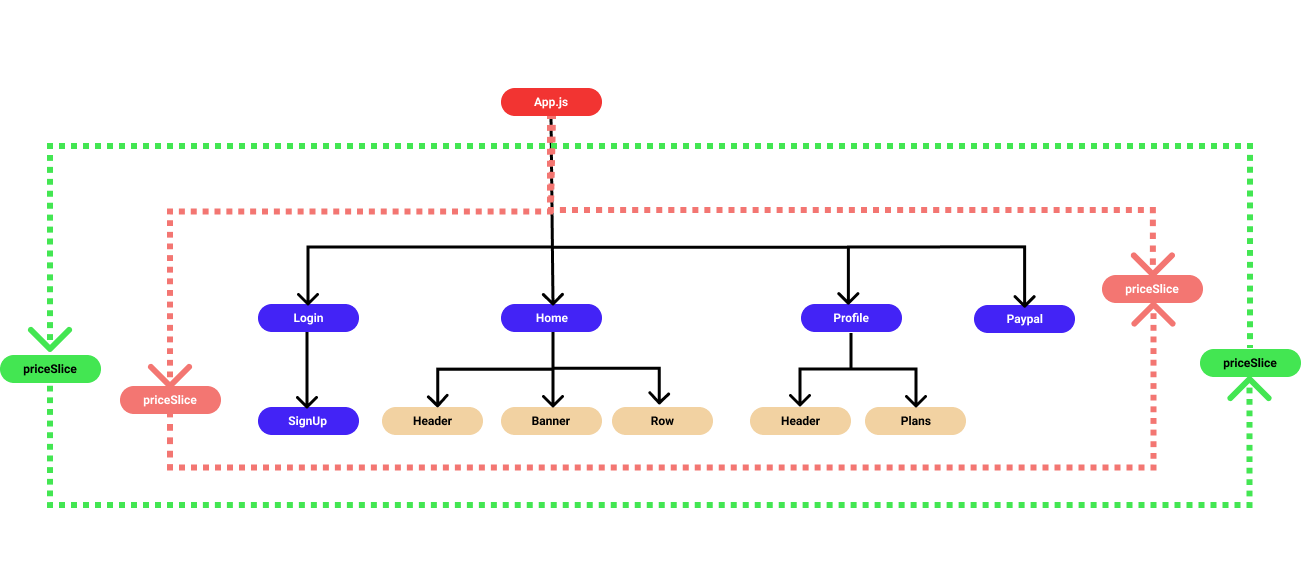 App.js
priceSlice
Login
Home
Profile
Paypal
priceSlice
priceSlice
priceSlice
SignUp
Header
Banner
Row
Header
Plans